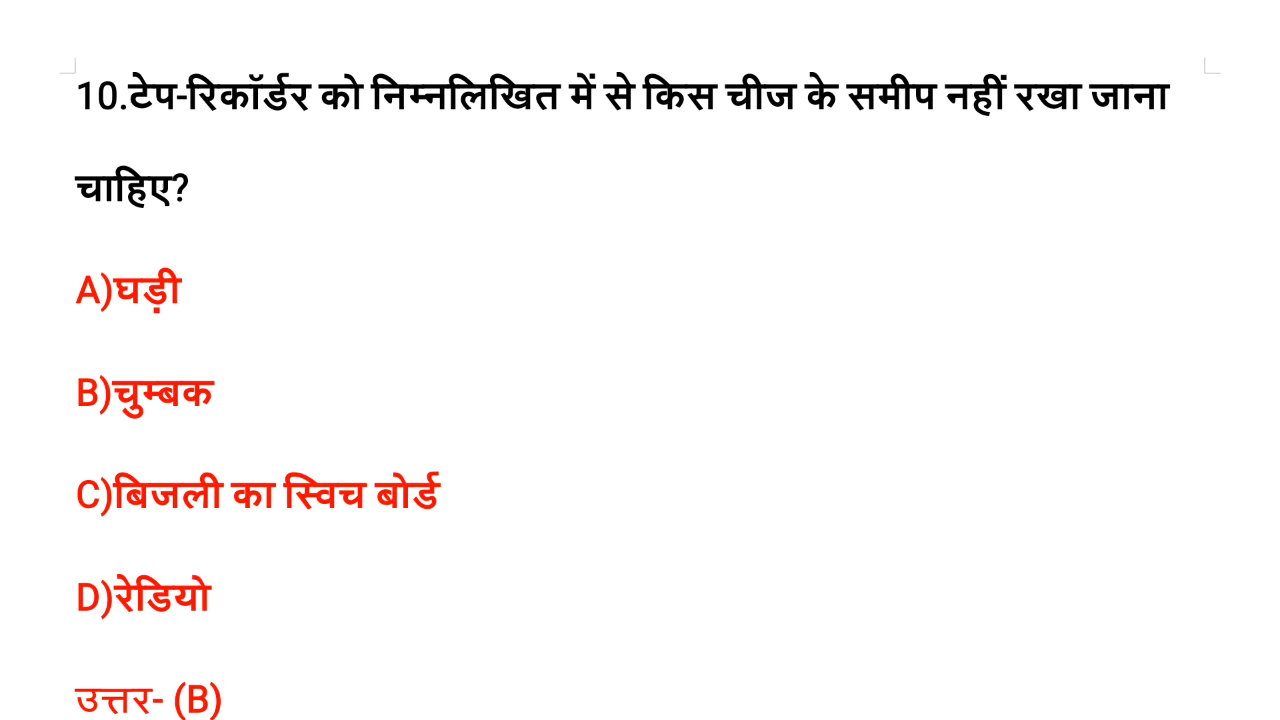 10.टेप-रिकॉर्डर को निम्नलिखित में से किस चीज के समीप नहीं रखा जाना
चाहिए?
A)घड़ी
B)चुम्बक
C)बिजली का स्विच बोर्ड
D)रेडियो
उत्तर- (B)